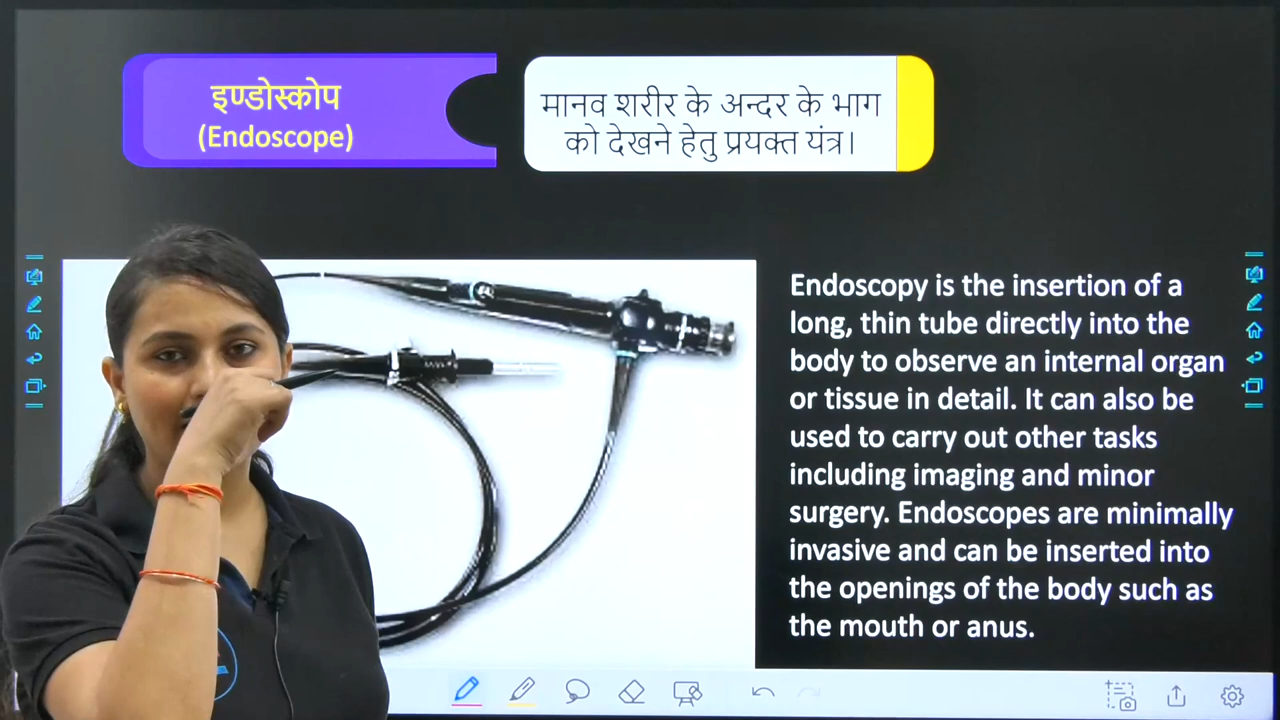 इण्डोस्कोप
(Endoscope)
मानव शरीर के अन्दर के भाग
को देखने हेतु प्रयक्त यंत्र।
Endoscopy is the insertion of a
long, thin tube directly into the
body to observe an internal organ
or tissue in detail. It can also be
used to carry out other tasks
including imaging and minor
surgery. Endoscopes are minimally
invasive and can be inserted into
the openings of the body such as
the mouth or anus.